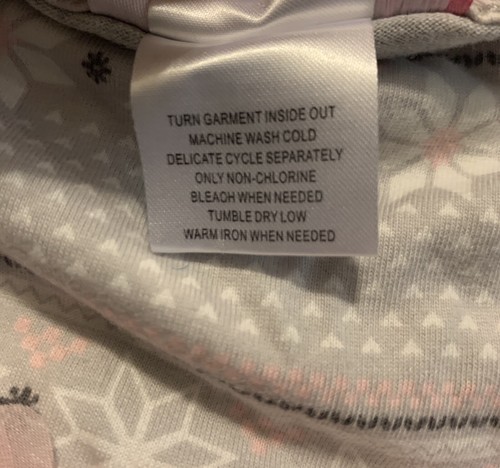 TURN GARMENT INSIDE OUT
MACHINE WASH COLD
DELICATE CYCLE SEPARATELY
ONLY NON-CHLORINE
BLEACH WHEN NEEDED
TUMBLE DRY LOW
WARM IRON WHEN NEEDED